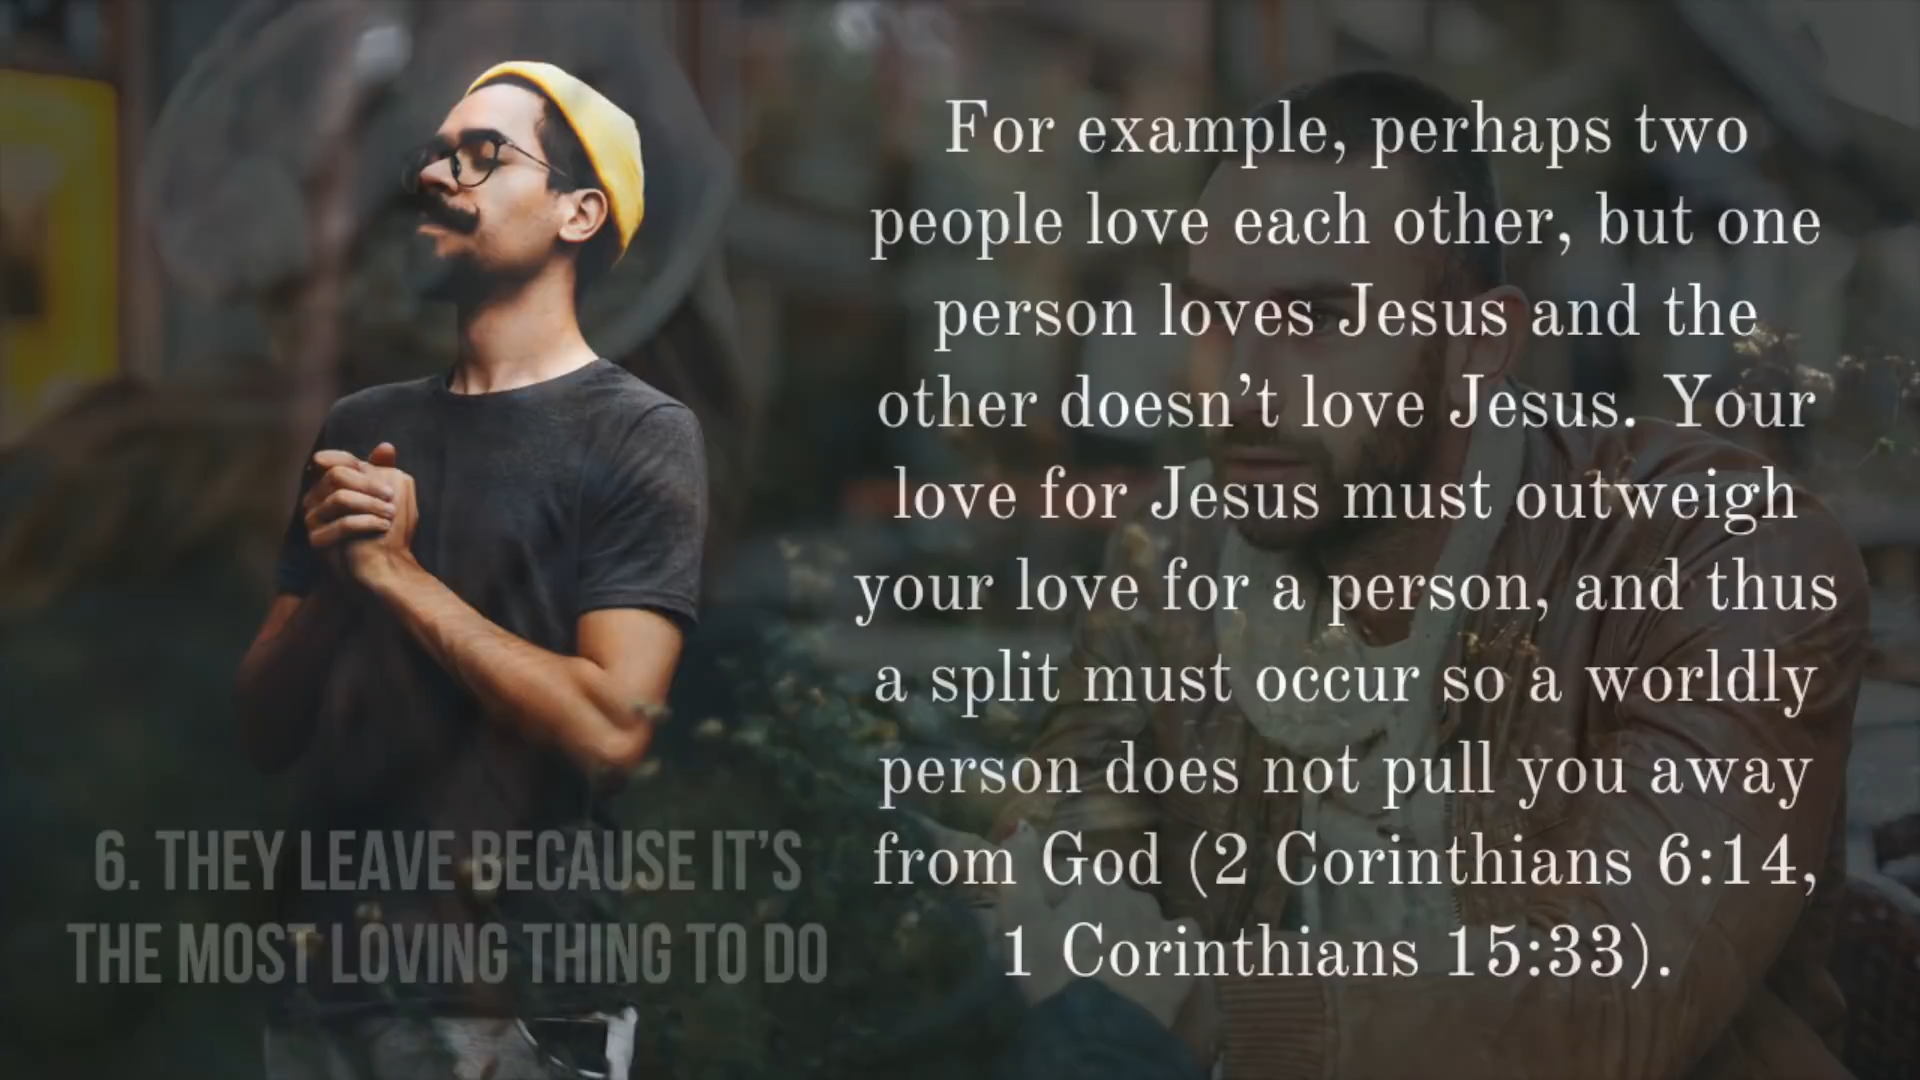 For example, perhaps two
people love each other, but one
person loves Jesus and the
other doesn’t love Jesus. Your
love for Jesus must outweigh
your love for a person, and thus
a split must occur so a worldly
person does not pull you away
from God (2 Corinthians 6:14,
1 Corinthians 15:33).
6. THEY LEAVE BECAUSE IT’S
THE MOST LOVING THING TO DO